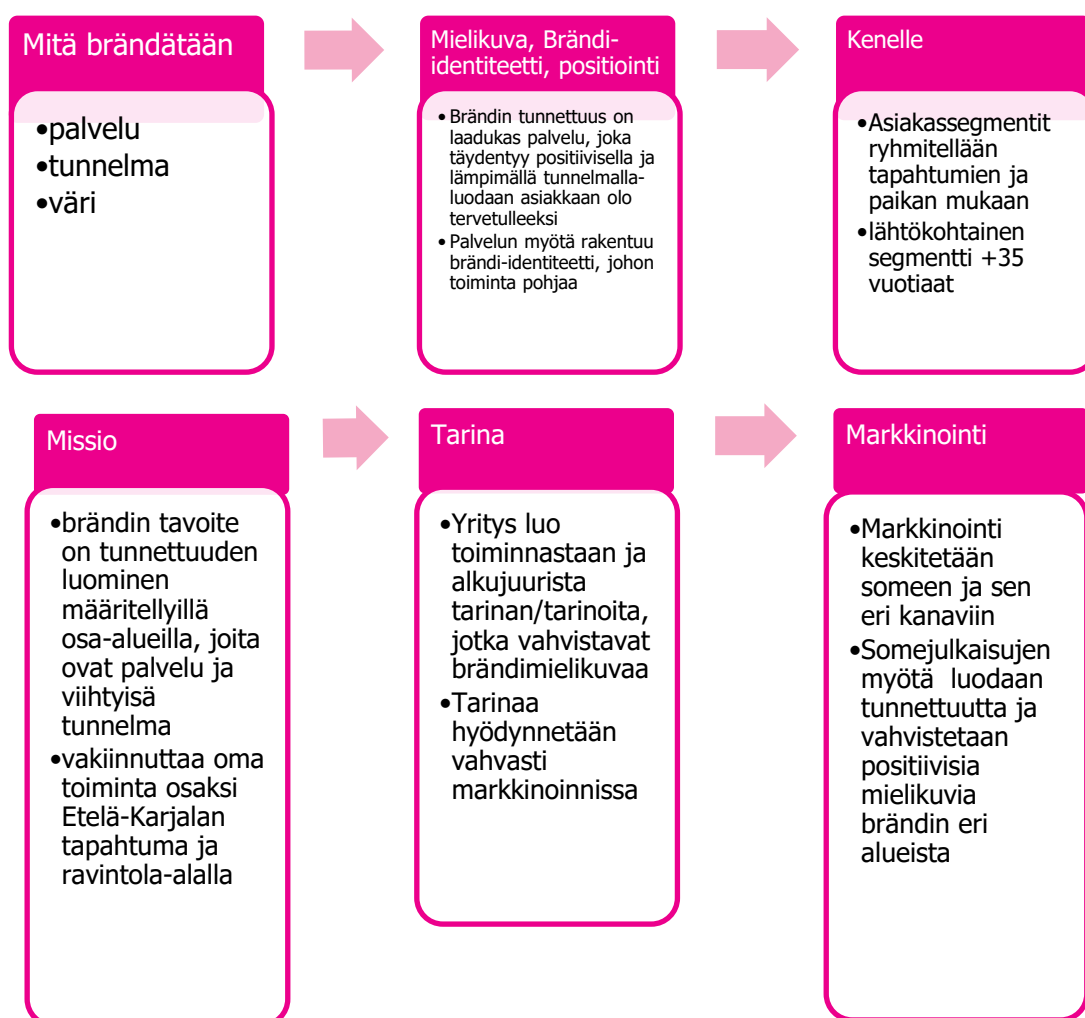 Mitä brändätään
•palvelu
•tunnelma
•väri
Mielikuva, Brändi-
identiteetti, positiointi
•Brändin tunnettuus on
laadukas palvelu, joka
täydentyy positiivisella ja
lämpimällä tunnelmalla-
luodaan asiakkaan olo
tervetulleeksi
•Palvelun myötä rakentuu
brändi-identiteetti, johon
toiminta pohjaa
Kenelle
•Asiakassegmentit
ryhmitellään
tapahtumien ja
paikan mukaan
•lähtökohtainen
segmentti +35
vuotiaat
Missio
•brändin tavoite
on tunnettuuden
luominen
määritellyillä
osa-alueilla, joita
ovat palvelu ja
viihtyisä
tunnelma
•vakiinnuttaa oma
toiminta osaksi
Etelä-Karjalan
tapahtuma ja
ravintola-alalla
Tarina
•Yritys luo
toiminnastaan ja
alkujuurista
tarinan/tarinoita,
jotka vahvistavat
brändimielikuvaa
•Tarinaa
hyödynnetään
vahvasti
markkinoinnissa
Markkinointi
•Markkinointi
keskitetään
someen ja sen
eri kanaviin
•Somejulkaisujen
myötä luodaan
tunnettuutta ja
vahvistetaan
positiivisia
mielikuvia
brändin eri
alueista